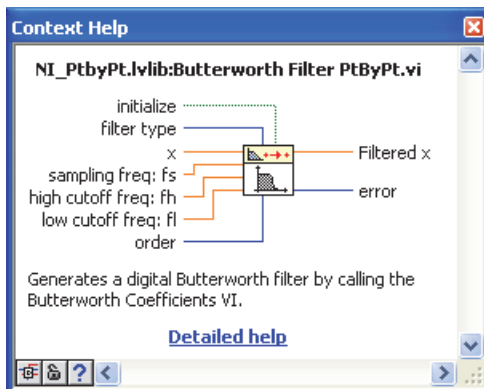 Context Help
NI_PtbyPt.lvlib:Butterworth Filter PtByPt.vi
initialize
filter type
x
Filtered x
sampling freq: fs
high cutoff freq: fh
error
low cutoff freq: fl
order
Generates a digital Butterworth filter by calling the
Butterworth Coefficients VI.
Detailed help
?